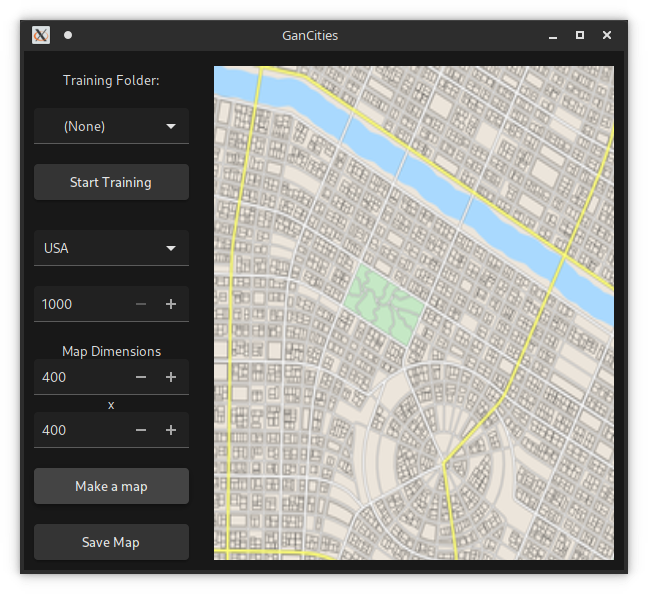 GanCities
Training Folder:
(None)
Start Training
USA
1000
Map Dimensions
400
x
400
Make a map
Save Map